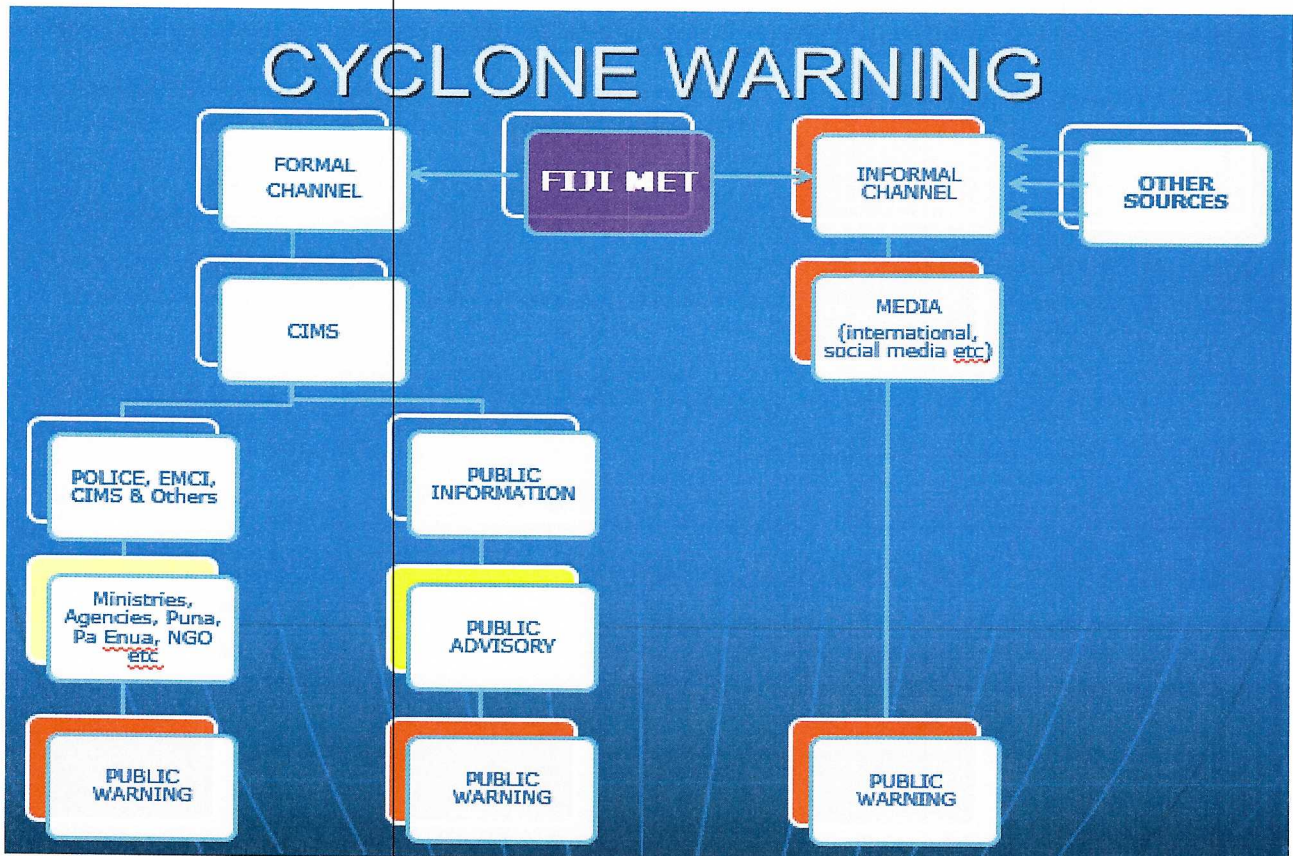 CYCLONE WARNING
FORMAL
CHANNEL
FIJI MET
INFORMAL
CHANNEL
OTHER
SOURCES
CIMS
MEDIA
(international,
social media etc)
POLICE, EMCI,
CIMS & Others
PUBLIC
INFORMATION
Ministries,
Agencies, Puna,
Pa Enua, NGO
etc
PUBLIC
ADVISORY
PUBLIC
WARNING
PUBLIC
WARNING
PUBLIC
WARNING